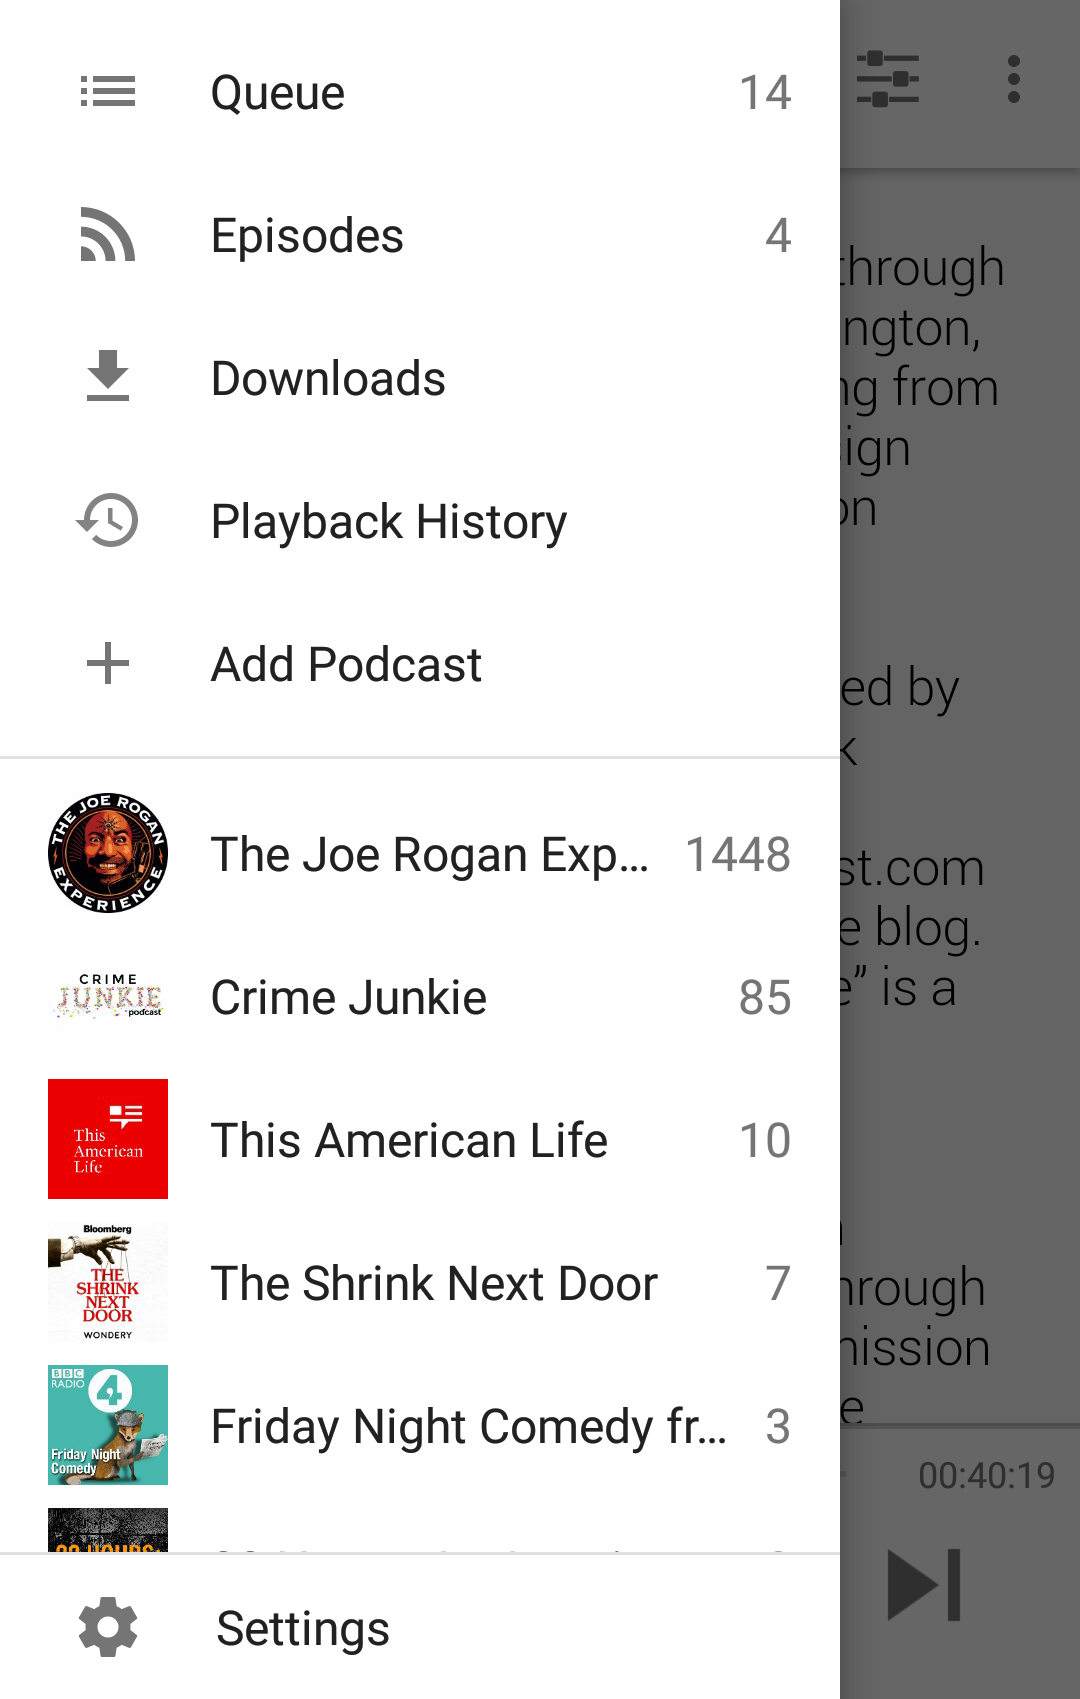 Queue 14
Episodes 4
Downloads
Playback History
Add Podcast
THE JOE ROGAN EXPERIENCE
The Joe Rogan Exp... 1448
CRIME
JUNKIE
podcast
Crime Junkie 85
This
American
Life
This American Life 10
Bloomberg
THE
SHRINK
NEXT
DOOR
WONDERY
The Shrink Next Door 7
BBC
RADIO
4
Friday Night
Comedy
Friday Night Comedy fr... 3
Settings
through
ngton,
ng from
ign
on
ed by
k
st.com
e blog.
e” is a
hrough
nission
e
00:40:19